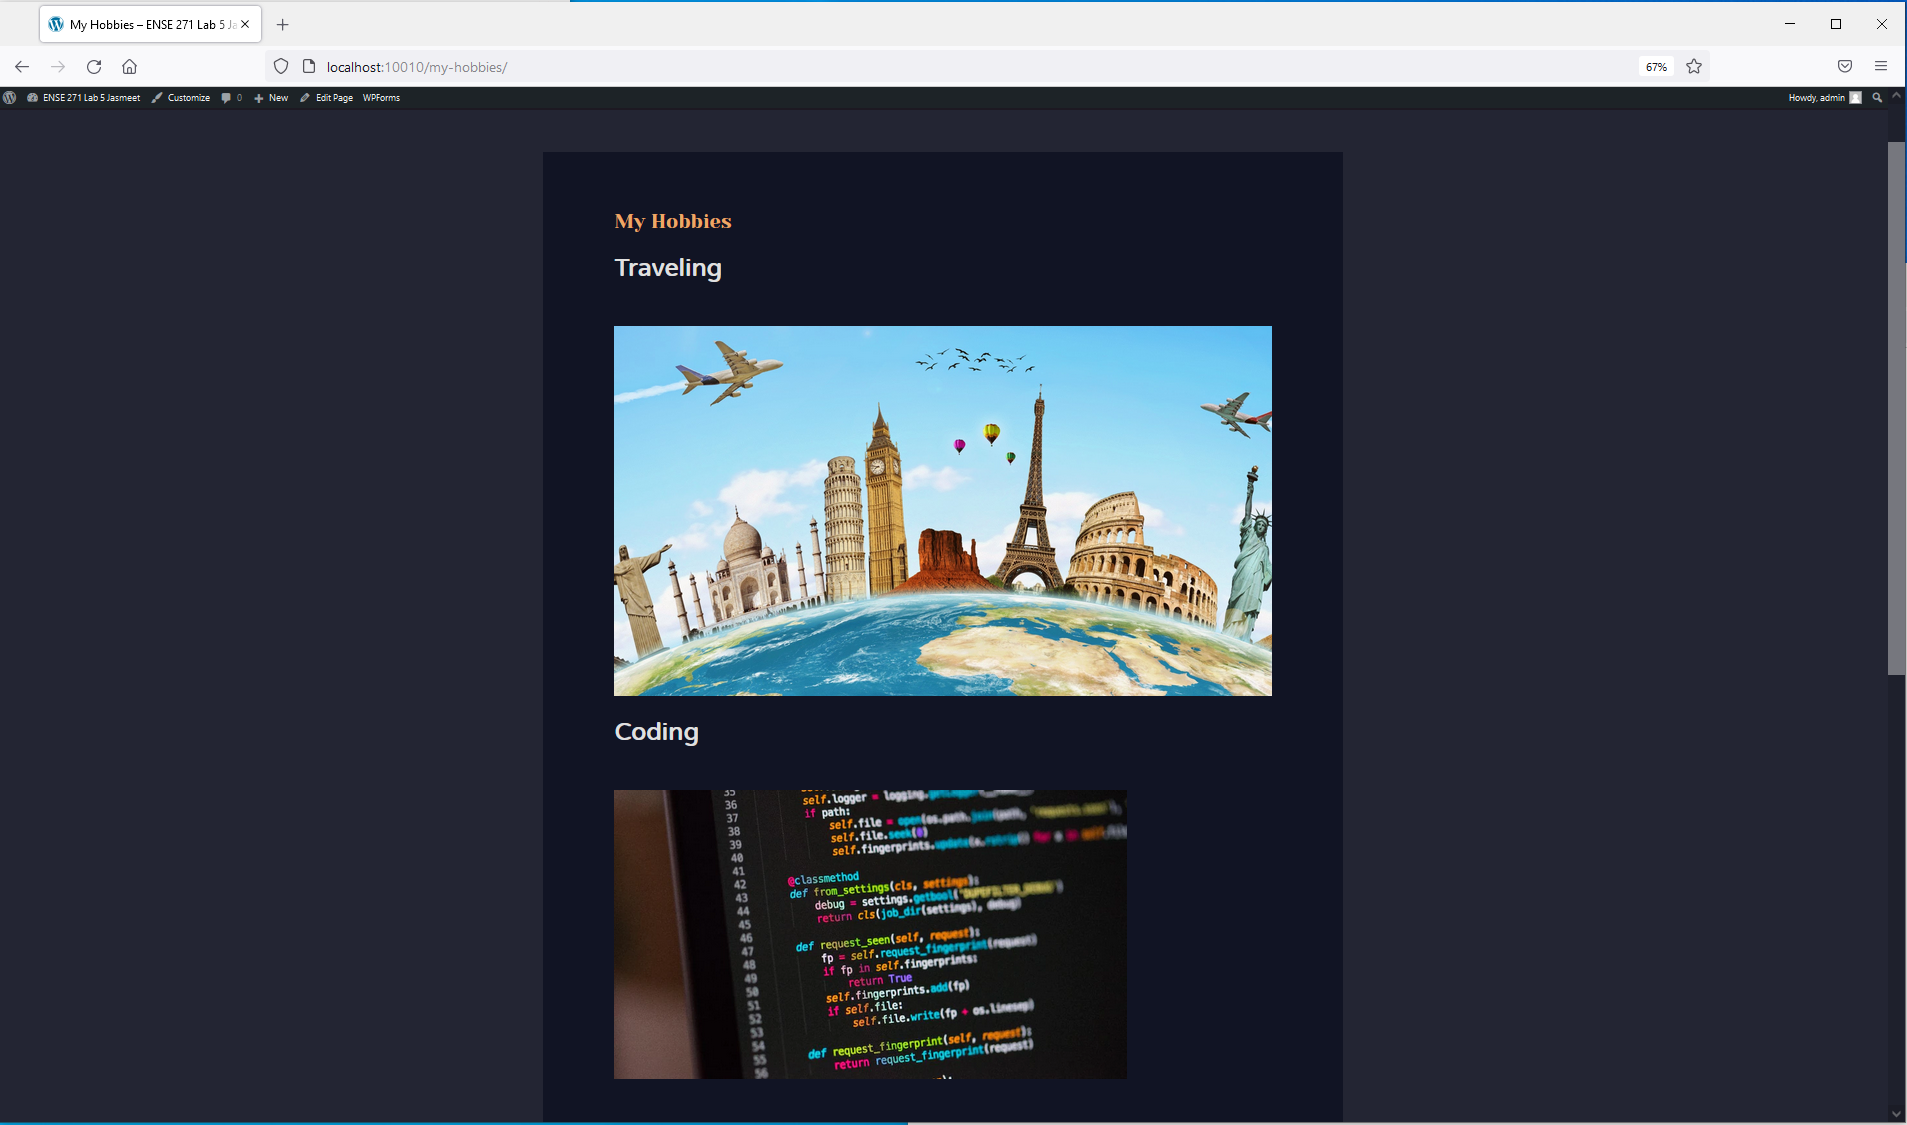 My Hobbies – ENSE 271 Lab 5 Ja
localhost:10010/my-hobbies/
67%
ENSE 271 Lab 5 Jasmeet Customize 0 New Edit Page WPForms
Howdy, admin
My Hobbies
Traveling
Coding
35
36 self.logger = logging.
37 if path:
38 self.file = open(os.path.join(path,
39 self.file.seek(0)
40 self.fingerprints.update(
41
42 @classmethod
43 def from_settings(cls, settings):
44 debug = settings.getbool(
45 return cls(job_dir(settings), debug)
46
47 def request_seen(self, request):
48 fp = self.request_fingerprint(request)
49 if fp in self.fingerprints:
50 return True
51 self.fingerprints.add(fp)
52 if self.file:
53 self.file.write(fp + os.linesep)
54
55 def request_fingerprint(self, request):
56 return request_fingerprint(request)